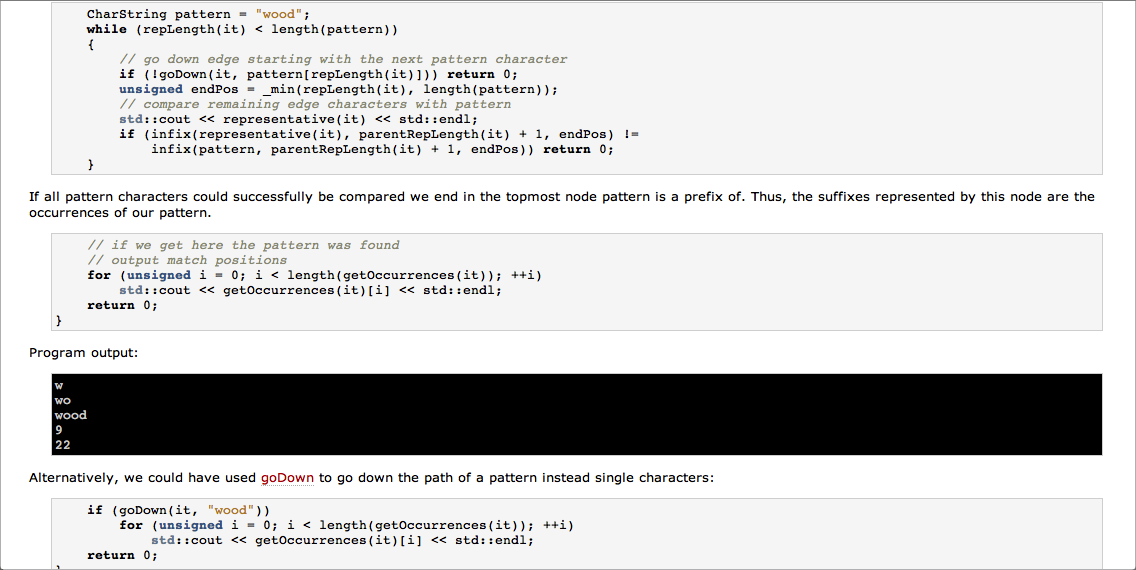 CharString pattern = "wood";
while (repLength(it) < length(pattern))
{
// go down edge starting with the next pattern character
if (!goDown(it, pattern[repLength(it)])) return 0;
unsigned endPos = _min(repLength(it), length(pattern));
// compare remaining edge characters with pattern
std::cout << representative(it) << std::endl;
if (infix(representative(it), parentRepLength(it) + 1, endPos) !=
infix(pattern, parentRepLength(it) + 1, endPos)) return 0;
}
If all pattern characters could successfully be compared we end in the topmost node pattern is a prefix of. Thus, the suffixes represented by this node are the
occurrences of our pattern.
// if we get here the pattern was found
// output match positions
for (unsigned i = 0; i < length(getOccurrences(it)); ++i)
std::cout << getOccurrences(it)[i] << std::endl;
return 0;
}
Program output:
w
wo
wood
9
22
Alternatively, we could have used goDown to go down the path of a pattern instead single characters:
if (goDown(it, "wood"))
for (unsigned i = 0; i < length(getOccurrences(it)); ++i)
std::cout << getOccurrences(it)[i] << std::endl;
return 0;